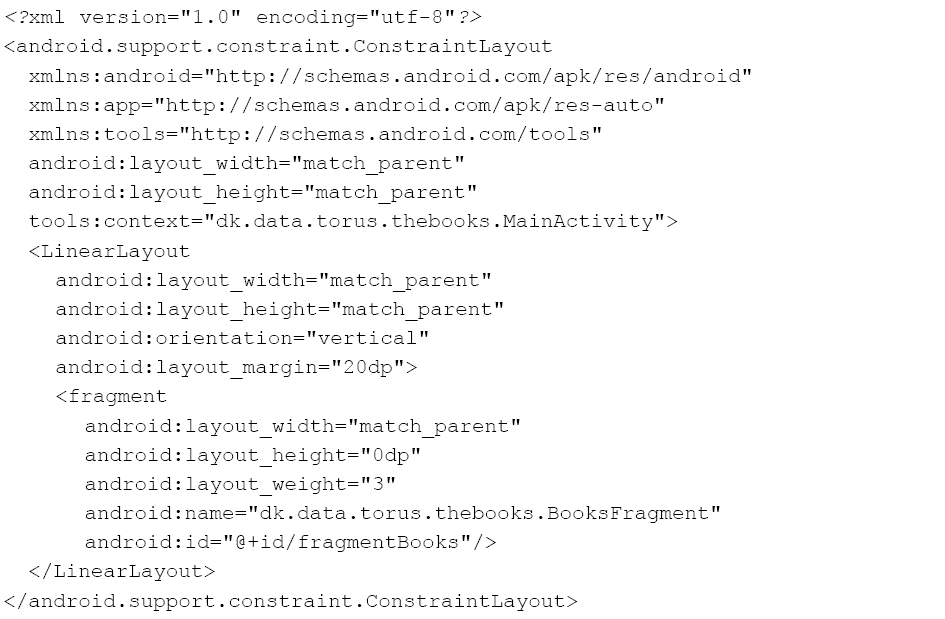 <?xml version="1.0" encoding="utf-8"?>
<android.support.constraint.ConstraintLayout
xmlns:android="http://schemas.android.com/apk/res/android"
xmlns:app="http://schemas.android.com/apk/res-auto"
xmlns:tools="http://schemas.android.com/tools"
android:layout_width="match_parent"
android:layout_height="match_parent"
tools:context="dk.data.torus.thebooks.MainActivity">
<LinearLayout
android:layout_width="match_parent"
android:layout_height="match_parent"
android:orientation="vertical"
android:layout_margin="20dp">
<fragment
android:layout_width="match_parent"
android:layout_height="0dp"
android:layout_weight="3"
android:name="dk.data.torus.thebooks.BooksFragment"
android:id="@+id/fragmentBooks"/>
</LinearLayout>
</android.support.constraint.ConstraintLayout>